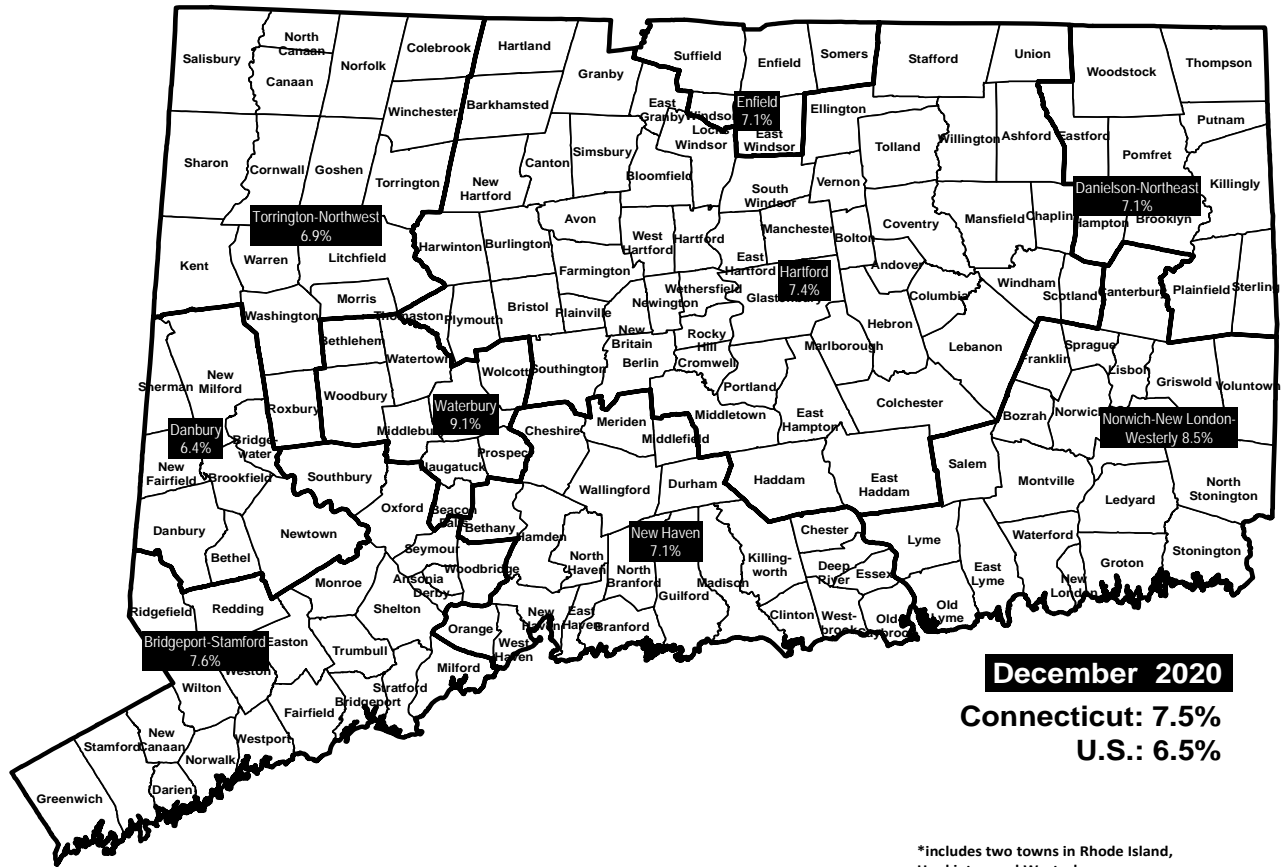 North
Canaan
Colebrook
Hartland
Salisbury
Norfolk
Canaan
Granby
Suffield
Enfield
Somers
Stafford
Union
Woodstock
Thompson
Winchester
Barkhamsted
East
Granby
Windsor
Locks
Enfield
7.1%
East
Windsor
Ellington
Willington
Ashford
Eastford
Putnam
Sharon
Cornwall
Goshen
Torrington
New
Hartford
Canton
Simsbury
Bloomfield
Windsor
South
Windsor
Vernon
Tolland
Pomfret
Killingly
Danielson-Northeast
7.1%
Torrington-Northwest
6.9%
Avon
West
Hartford
Hartford
Manchester
Bolton
Coventry
Mansfield
Chaplin
Hampton
Brooklyn
Kent
Warren
Litchfield
Harwinton
Burlington
Farmington
East
Hartford
Hartford
7.4%
Andover
Columbia
Windham
Scotland
Canterbury
Plainfield
Sterling
Washington
Morris
Thomaston
Plymouth
Bristol
Plainville
Newington
Wethersfield
Glastonbury
Hebron
Lebanon
Bethlehem
Watertown
New
Britain
Rocky
Hill
Marlborough
Franklin
Sprague
Lisbon
Griswold
Voluntown
Sherman
New
Milford
Roxbury
Woodbury
Wolcott
Southington
Berlin
Cromwell
Portland
Colchester
Bozrah
Norwich
Danbury
6.4%
Bridge-
water
Middlebury
Waterbury
9.1%
Cheshire
Meriden
Middlefield
Middletown
East
Hampton
Norwich-New London-
Westerly 8.5%
New
Fairfield
Brookfield
Southbury
Naugatuck
Prospect
Wallingford
Durham
Haddam
East
Haddam
Salem
Montville
Ledyard
North
Stonington
Danbury
Bethel
Newtown
Oxford
Beacon
Falls
Bethany
Hamden
New Haven
7.1%
Chester
Lyme
Waterford
Stonington
Groton
Seymour
Woodbridge
North
Haven
North
Branford
Guilford
Madison
Killing-
worth
Deep
River
Essex
East
Lyme
New
London
Monroe
Ansonia
Derby
Ridgefield
Redding
Shelton
Orange
New
Haven
East
Haven
Branford
Clinton
West-
brook
Old
Saybrook
Old
Lyme
West
Haven
Bridgeport-Stamford
7.6%
Easton
Weston
Trumbull
Milford
Wilton
Stratford
Bridgeport
Fairfield
New
Canaan
Stamford
Westport
Norwalk
Darien
Greenwich
December 2020
Connecticut: 7.5%
U.S.: 6.5%
*includes two towns in Rhode Island,